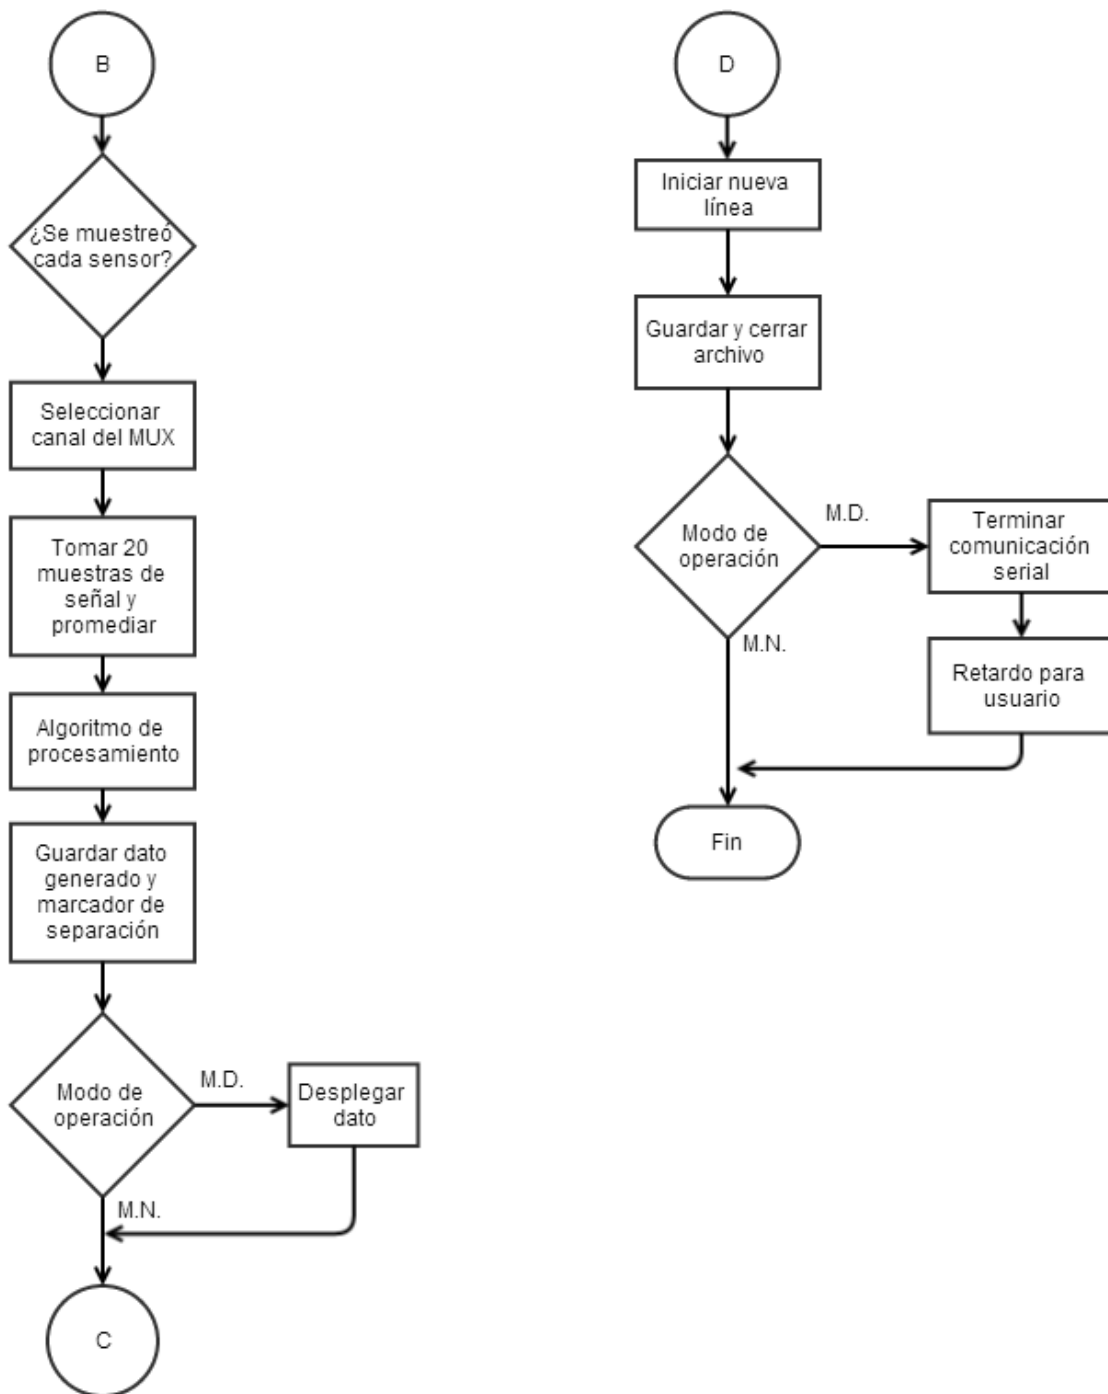 B
¿Se muestreó
cada sensor?
Seleccionar
canal del MUX
Tomar 20
muestras de
señal y
promediar
Algoritmo de
procesamiento
Guardar dato
generado y
marcador de
separación
Modo de
operación
M.D.
Desplegar
dato
M.N.
C
D
Iniciar nueva
línea
Guardar y cerrar
archivo
Modo de
operación
M.D.
Terminar
comunicación
serial
Retardo para
usuario
M.N.
Fin